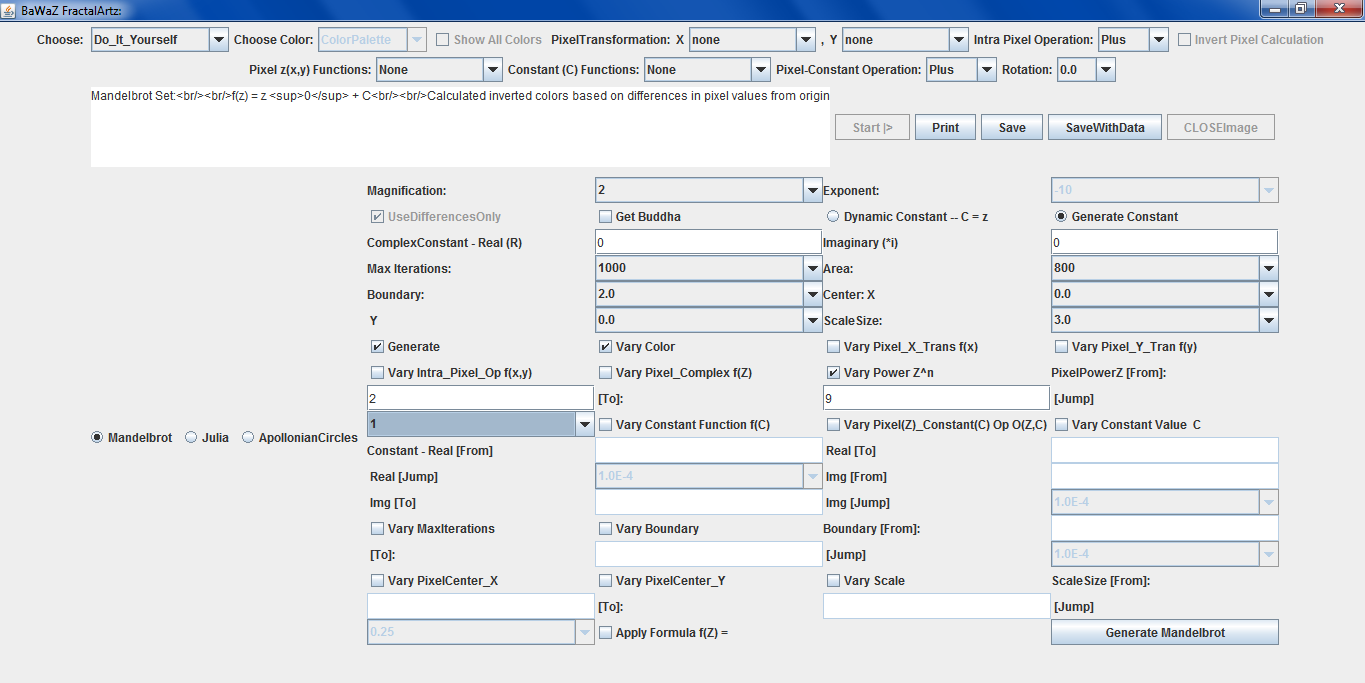 BaWaZ FractalArtz:
Choose: Do_It_Yourself Choose Color: ColorPalette Show All Colors PixelTransformation: X none , Y none Intra Pixel Operation: Plus Invert Pixel Calculation
Pixel z(x,y) Functions: None Constant (C) Functions: None Pixel-Constant Operation: Plus Rotation: 0.0
Mandelbrot Set:<br/><br/>f(z) = z <sup>0</sup> + C<br/><br/>Calculated inverted colors based on differences in pixel values from origin
Start |> Print Save SaveWithData CLOSEImage
Magnification: 2 Exponent: -10
UseDifferencesOnly Get Buddha Dynamic Constant -- C = z Generate Constant
ComplexConstant - Real (R) 0 Imaginary (*i) 0
Max Iterations: 1000 Area: 800
Boundary: 2.0 Center: X 0.0
Y 0.0 ScaleSize: 3.0
Generate Vary Color Vary Pixel_X_Trans f(x) Vary Pixel_Y_Tran f(y)
Vary Intra_Pixel_Op f(x,y) Vary Pixel_Complex f(Z) Vary Power Z^n PixelPowerZ [From]:
2 [To]: 9 [Jump]
1 Vary Constant Function f(C) Vary Pixel(Z)_Constant(C) Op O(Z,C) Vary Constant Value C
Mandelbrot Julia ApollonianCircles
Constant - Real [From] Real [To]
Real [Jump] 1.0E-4 Img [From]
Img [To] Img [Jump] 1.0E-4
Vary MaxIterations Vary Boundary Boundary [From]:
[To]: [Jump] 1.0E-4
Vary PixelCenter_X Vary PixelCenter_Y Vary Scale ScaleSize [From]:
[To]: [Jump]
0.25 Apply Formula f(Z) = Generate Mandelbrot